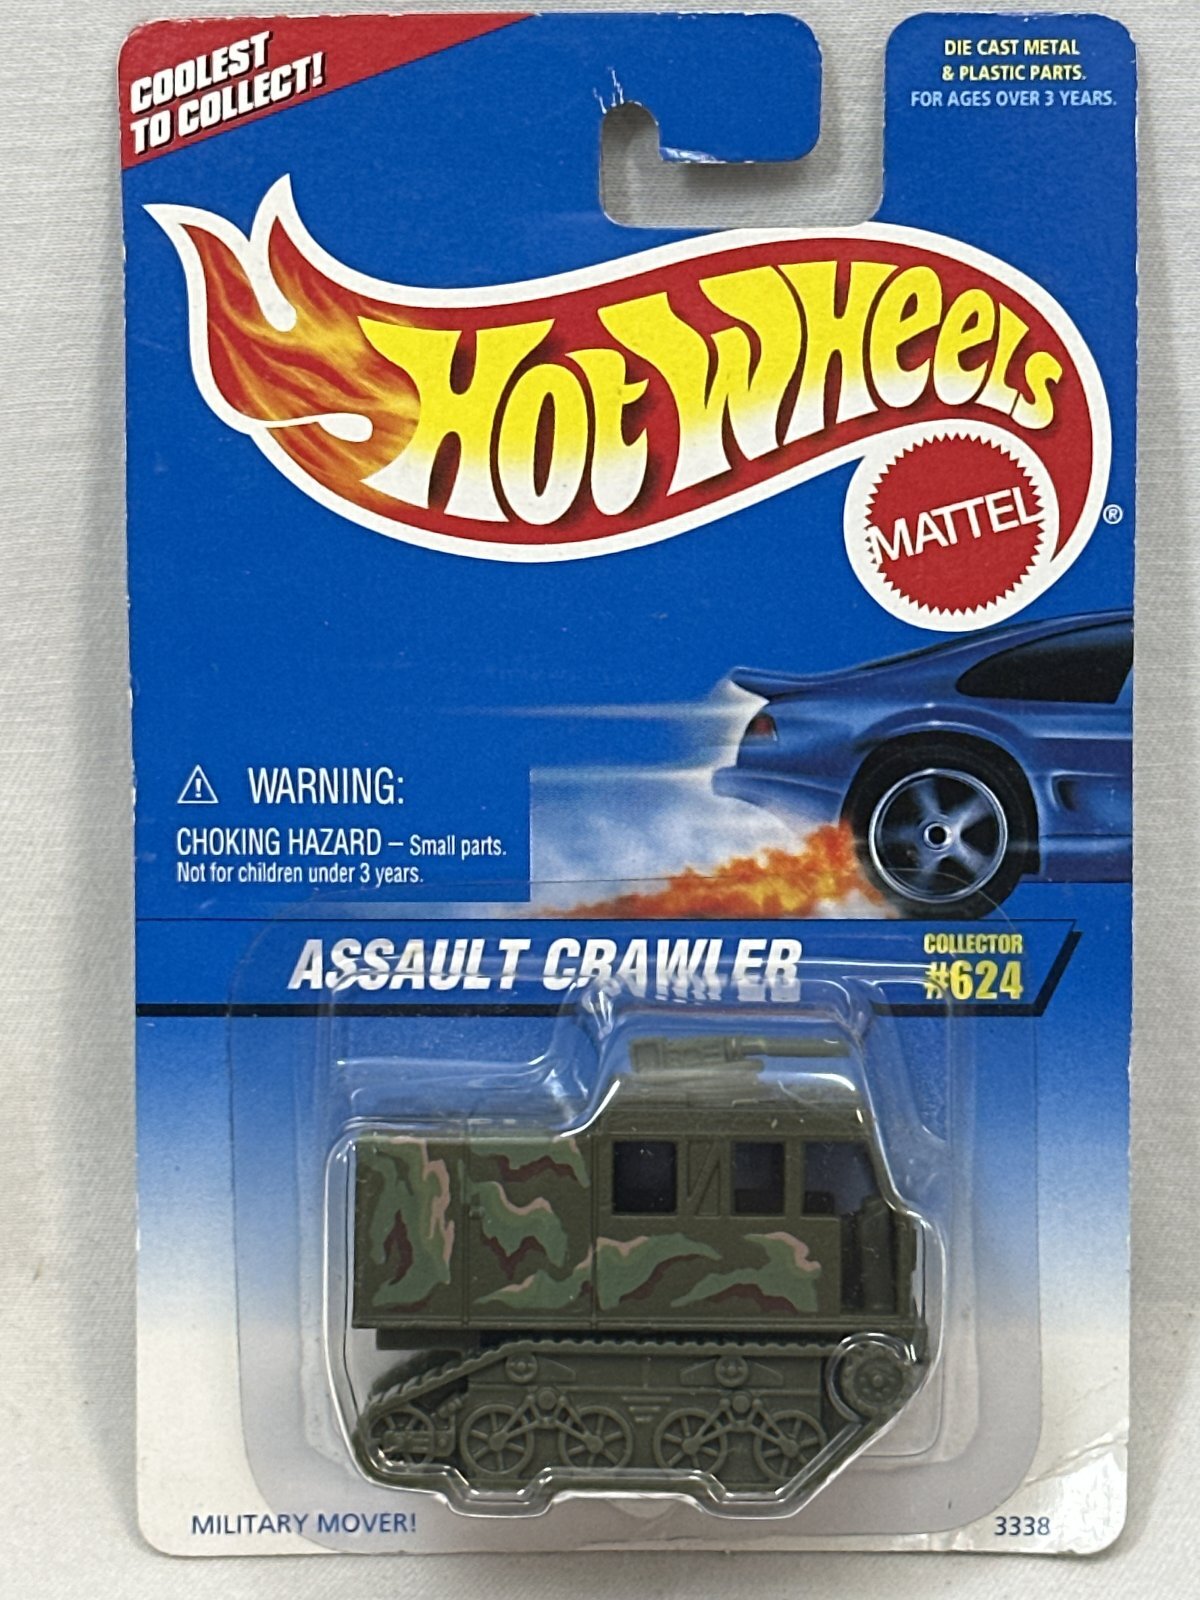 COOLEST
TO COLLECT!
DIE CAST METAL
& PLASTIC PARTS.
FOR AGES OVER 3 YEARS.
HOT WHEELS
MATTEL
®
⚠ WARNING:
CHOKING HAZARD – Small parts.
Not for children under 3 years.
ASSAULT CRAWLER
COLLECTOR
#624
MILITARY MOVER!
3338